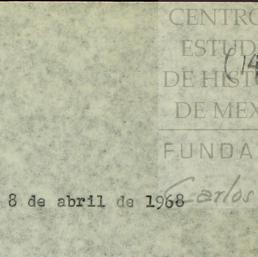 CENTRO
ESTUD
(14
DE HIST
DE MEX
FUNDA
Carlos
8 de abril de 1968